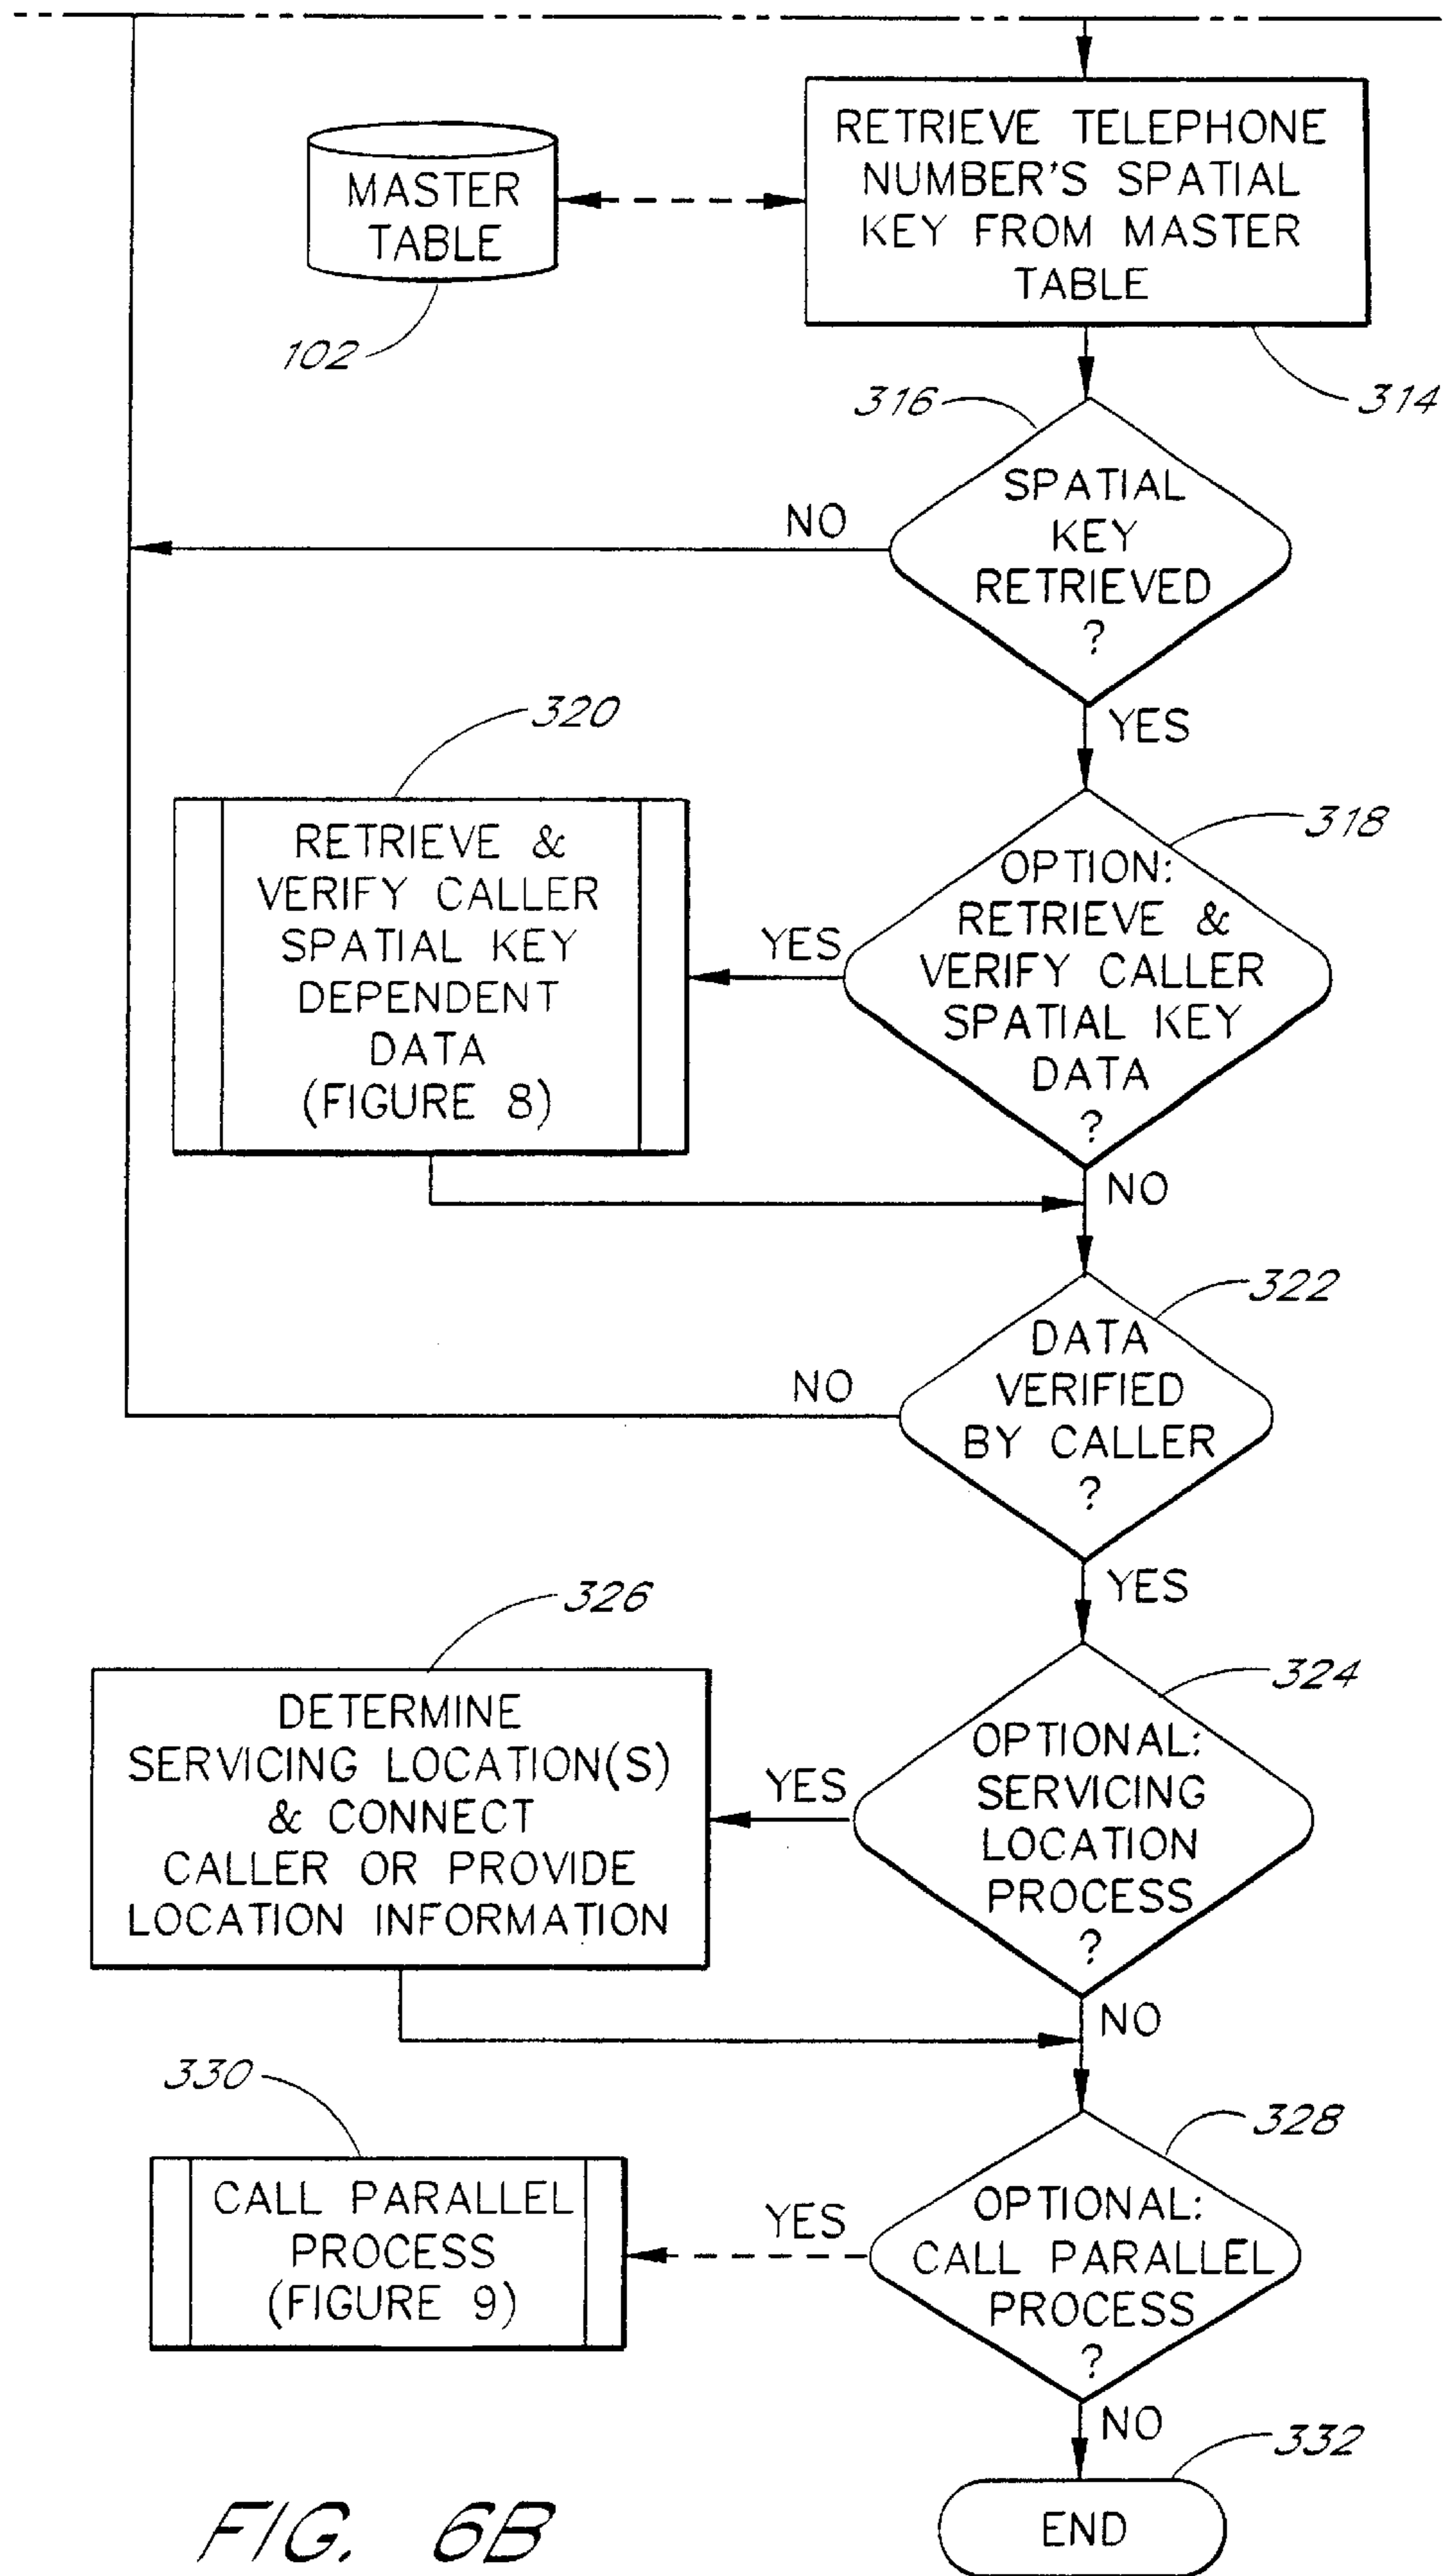 RETRIEVE TELEPHONE
NUMBER'S SPATIAL
KEY FROM MASTER
TABLE
MASTER
TABLE
102
314
316
SPATIAL
KEY
RETRIEVED
?
NO
YES
320
RETRIEVE &
VERIFY CALLER
SPATIAL KEY
DEPENDENT
DATA
(FIGURE 8)
318
OPTION:
RETRIEVE &
VERIFY CALLER
SPATIAL KEY
DATA
?
YES
NO
322
DATA
VERIFIED
BY CALLER
?
NO
YES
326
DETERMINE
SERVICING LOCATION(S)
& CONNECT
CALLER OR PROVIDE
LOCATION INFORMATION
324
OPTIONAL:
SERVICING
LOCATION
PROCESS
?
YES
NO
330
CALL PARALLEL
PROCESS
(FIGURE 9)
328
OPTIONAL:
CALL PARALLEL
PROCESS
?
YES
NO
332
END
FIG. 6B